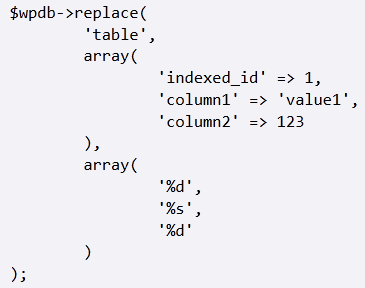 $wpdb->replace(
	'table',
	array(
		'indexed_id' => 1,
		'column1' => 'value1',
		'column2' => 123
	),
	array(
		'%d',
		'%s',
		'%d'
	)
);